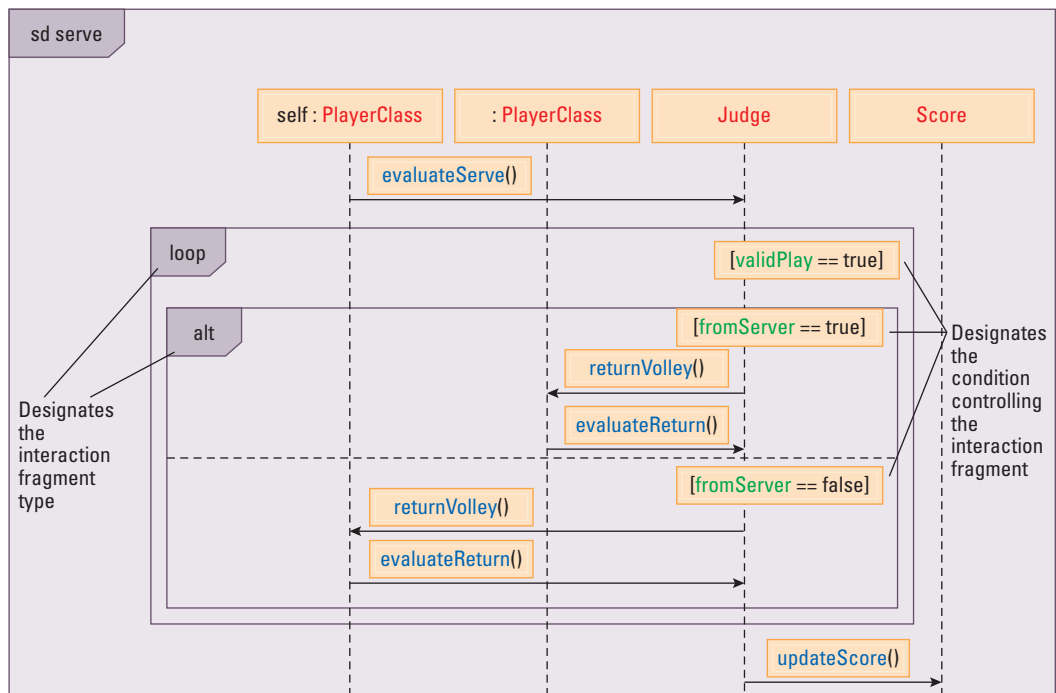 sd serve
self : PlayerClass
: PlayerClass
Judge
Score
evaluateServe()
loop
[validPlay == true]
alt
[fromServer == true]
returnVolley()
evaluateReturn()
[fromServer == false]
returnVolley()
evaluateReturn()
updateScore()
Designates
the
interaction
fragment
type
Designates
the
condition
controlling
the
interaction
fragment